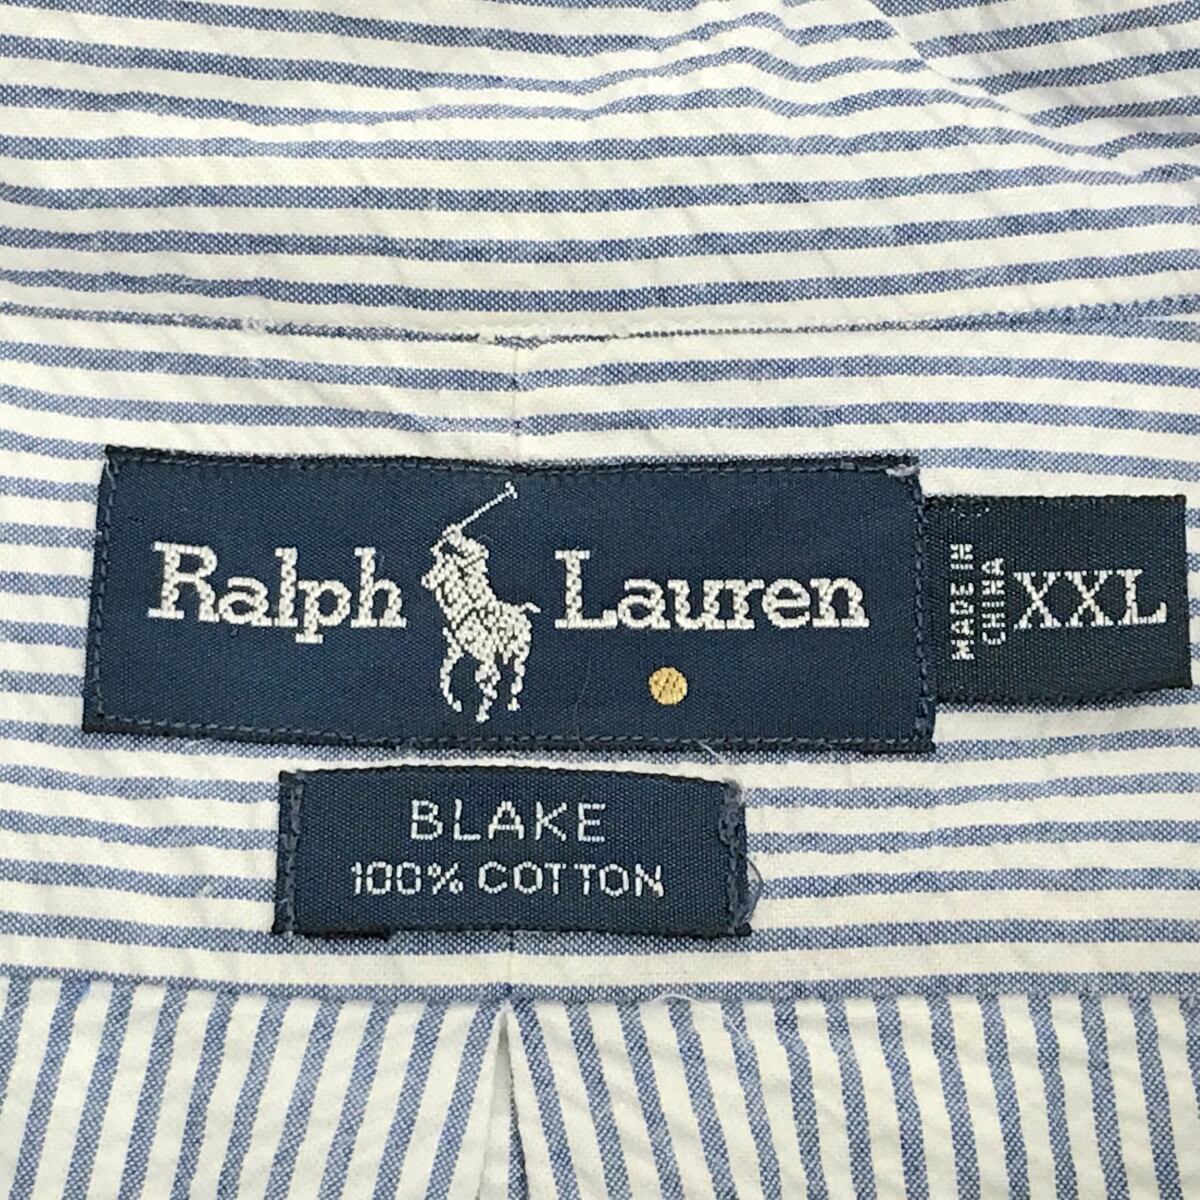 Ralph Lauren
MADE IN
CHINA
XXL
BLAKE
100% COTTON